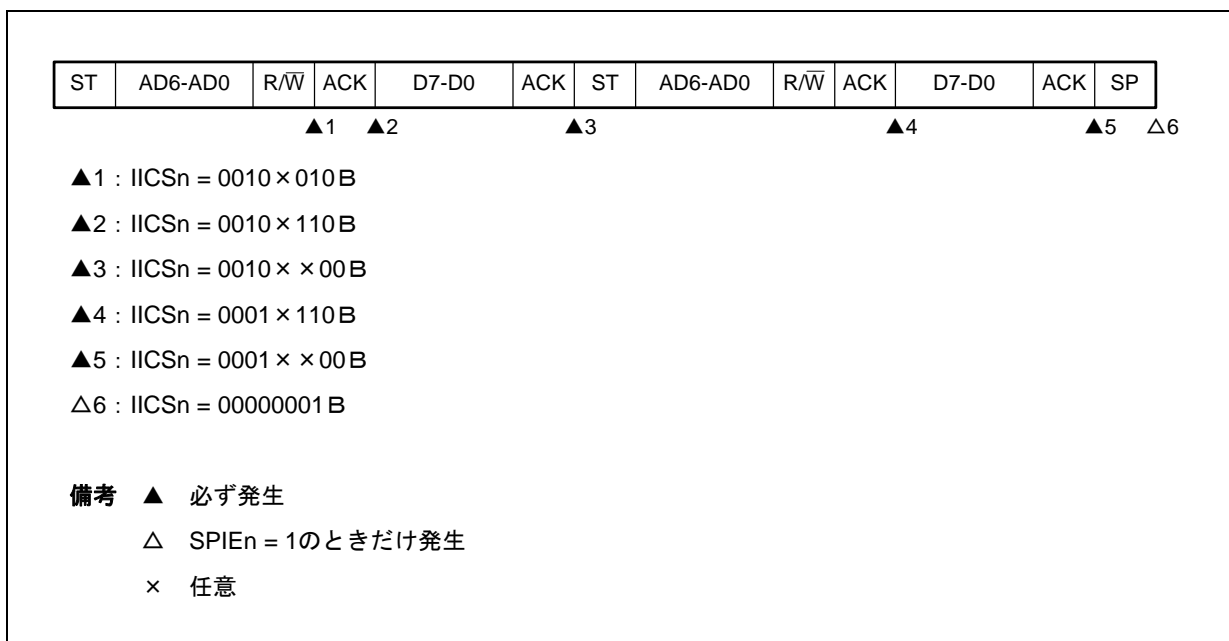 ST AD6-AD0 R/W̅ ACK D7-D0 ACK ST AD6-AD0 R/W̅ ACK D7-D0 ACK SP
▲1 ▲2 ▲3 ▲4 ▲5 △6
▲1：IICSn = 0010×010B
▲2：IICSn = 0010×110B
▲3：IICSn = 0010××00B
▲4：IICSn = 0001×110B
▲5：IICSn = 0001××00B
△6：IICSn = 00000001B
備考 ▲ 必ず発生
△ SPIEn = 1のときだけ発生
× 任意